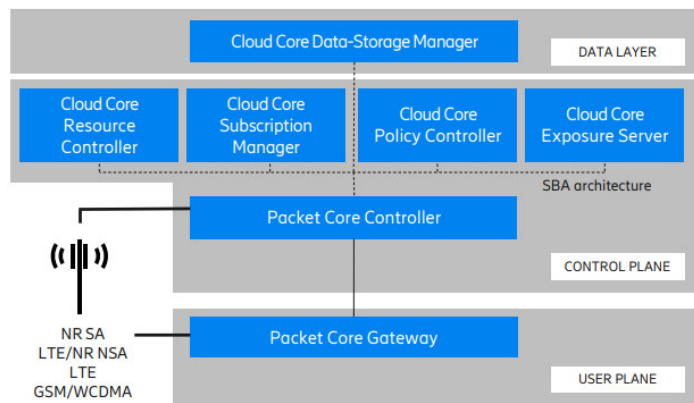 Cloud Core Data-Storage Manager
DATA LAYER
Cloud Core
Resource
Controller
Cloud Core
Subscription
Manager
Cloud Core
Policy Controller
Cloud Core
Exposure Server
SBA architecture
Packet Core Controller
CONTROL PLANE
NR SA
LTE/NR NSA
LTE
GSM/WCDMA
Packet Core Gateway
USER PLANE